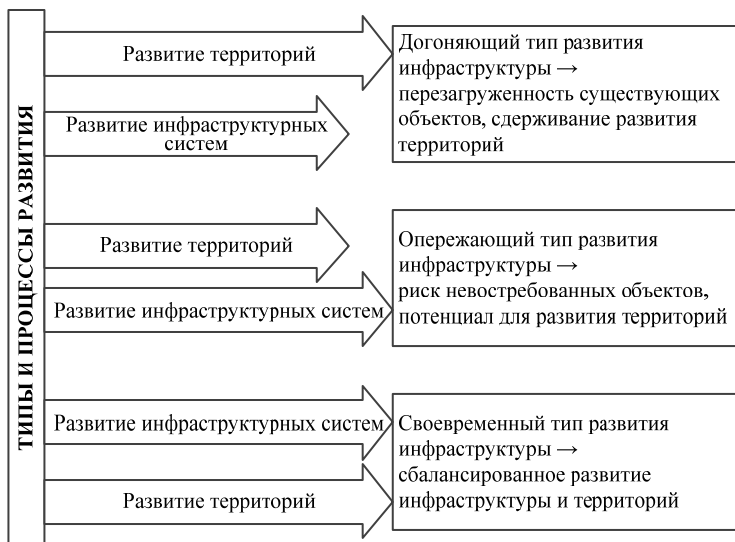 ТИПЫ И ПРОЦЕССЫ РАЗВИТИЯ
Развитие территорий
Развитие инфраструктурных
систем
Догоняющий тип развития
инфраструктуры →
перезагруженность существующих
объектов, сдерживание развития
территорий
Развитие территорий
Развитие инфраструктурных систем
Опережающий тип развития
инфраструктуры →
риск невостребованных объектов,
потенциал для развития территорий
Развитие инфраструктурных систем
Развитие территорий
Своевременный тип развития
инфраструктуры →
сбалансированное развитие
инфраструктуры и территорий